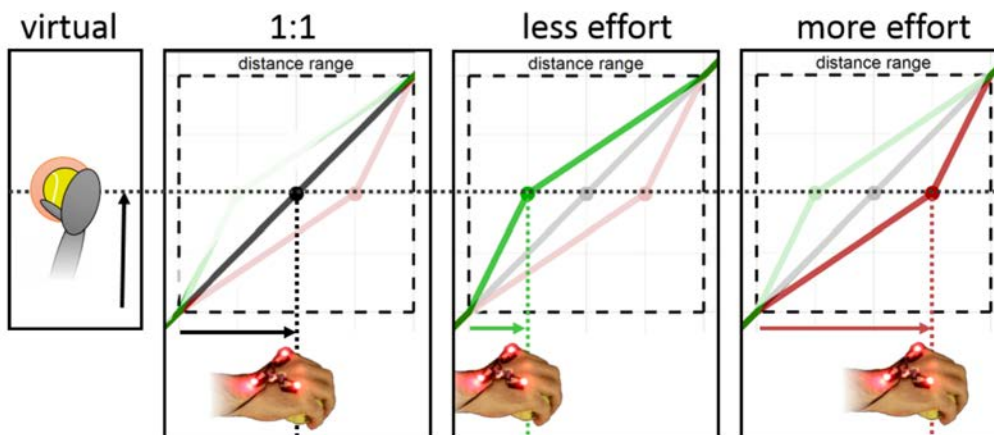 virtual
1:1
less effort
more effort
distance range
distance range
distance range